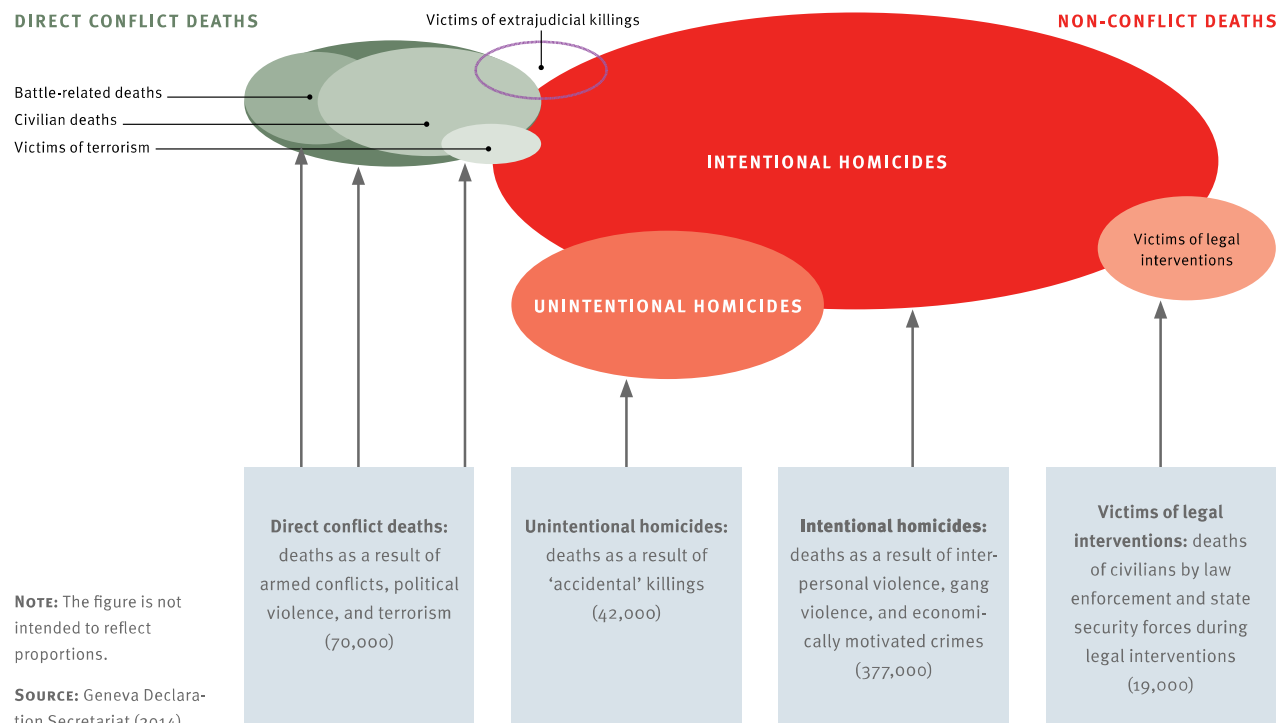 DIRECT CONFLICT DEATHS
Victims of extrajudicial killings
NON-CONFLICT DEATHS
Battle-related deaths
Civilian deaths
Victims of terrorism
INTENTIONAL HOMICIDES
Victims of legal
interventions
UNINTENTIONAL HOMICIDES
Direct conflict deaths:
deaths as a result of
armed conflicts, political
violence, and terrorism
(70,000)
Unintentional homicides:
deaths as a result of
‘accidental’ killings
(42,000)
Intentional homicides:
deaths as a result of inter-
personal violence, gang
violence, and economi-
cally motivated crimes
(377,000)
Victims of legal
interventions: deaths
of civilians by law
enforcement and state
security forces during
legal interventions
(19,000)
NOTE: The figure is not
intended to reflect
proportions.
SOURCE: Geneva Declara-
tion Secretariat (2014)